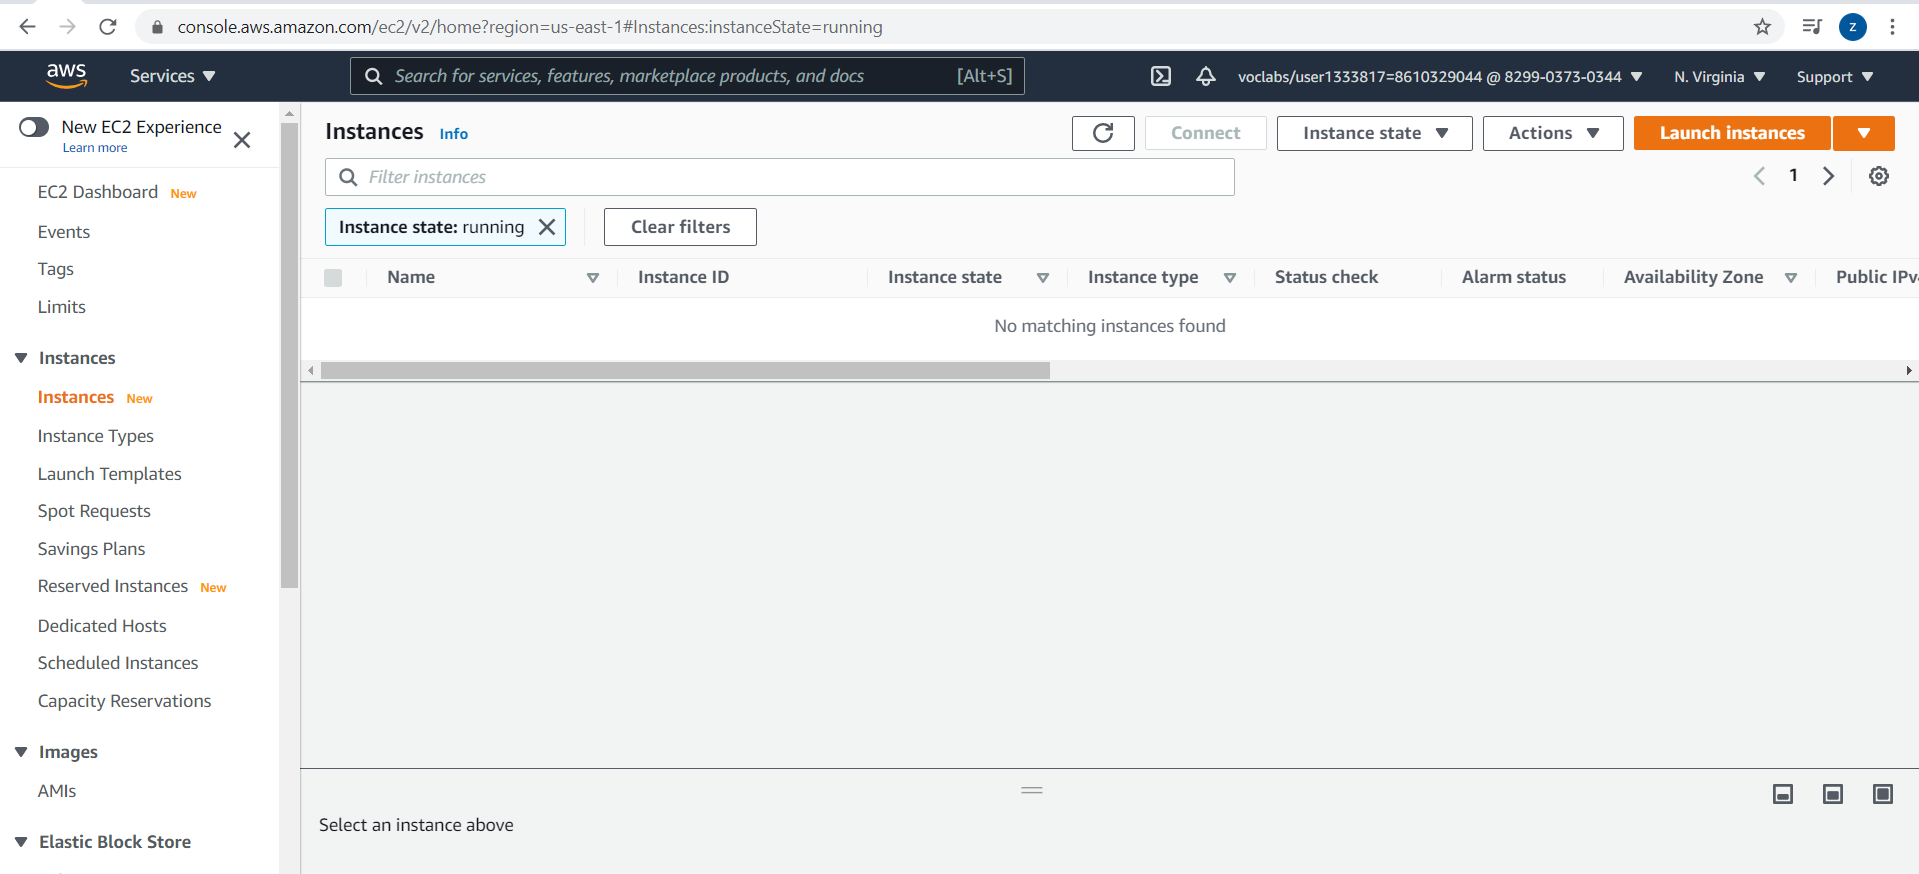 console.aws.amazon.com/ec2/v2/home?region=us-east-1#Instances:instanceState=running
z
aws
Services
Search for services, features, marketplace products, and docs [Alt+S]
voclabs/user1333817=8610329044 @ 8299-0373-0344
N. Virginia
Support
New EC2 Experience
Learn more
EC2 Dashboard New
Events
Tags
Limits
Instances
Instances New
Instance Types
Launch Templates
Spot Requests
Savings Plans
Reserved Instances New
Dedicated Hosts
Scheduled Instances
Capacity Reservations
Images
AMIs
Elastic Block Store
Instances Info
Connect
Instance state
Actions
Launch instances
Filter instances
1
Instance state: running
Clear filters
Name Instance ID Instance state Instance type Status check Alarm status Availability Zone Public IPv
No matching instances found
Select an instance above